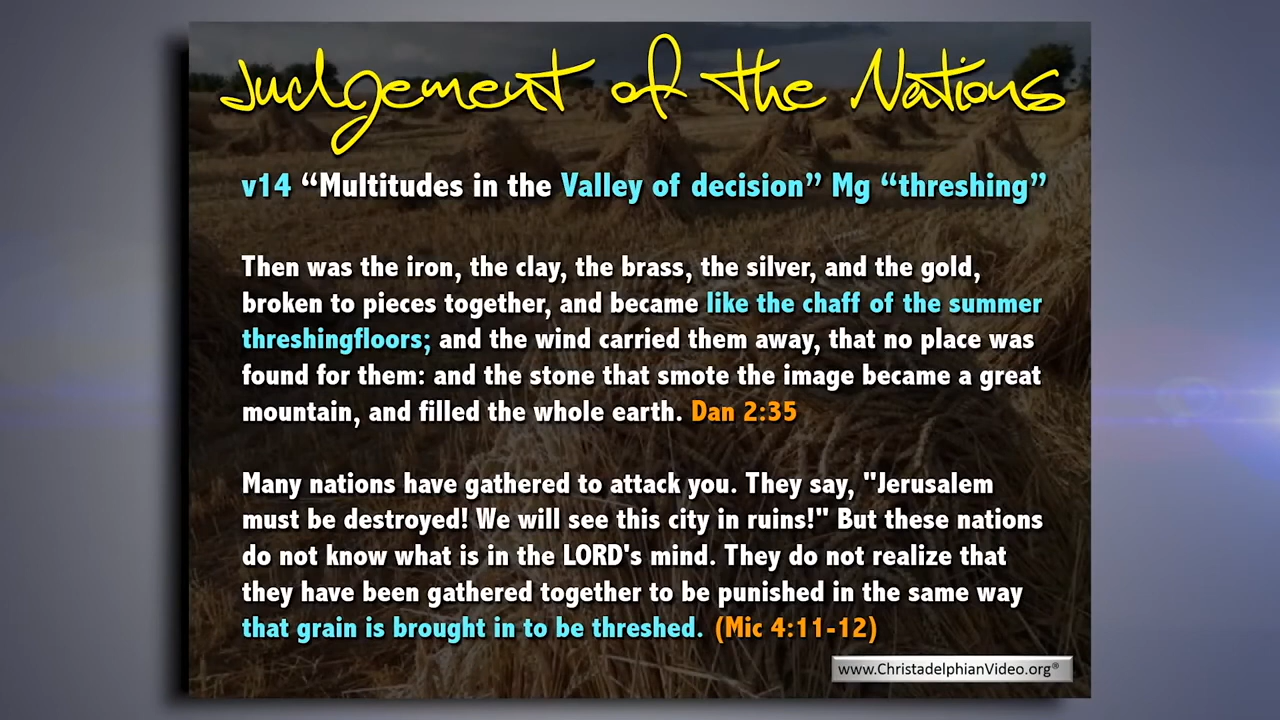 Judgement of the Nations
v14 “Multitudes in the Valley of decision” Mg “threshing”
Then was the iron, the clay, the brass, the silver, and the gold,
broken to pieces together, and became like the chaff of the summer
threshingfloors; and the wind carried them away, that no place was
found for them: and the stone that smote the image became a great
mountain, and filled the whole earth. Dan 2:35
Many nations have gathered to attack you. They say, "Jerusalem
must be destroyed! We will see this city in ruins!" But these nations
do not know what is in the LORD's mind. They do not realize that
they have been gathered together to be punished in the same way
that grain is brought in to be threshed. (Mic 4:11-12)
www.ChristadelphianVideo.org®